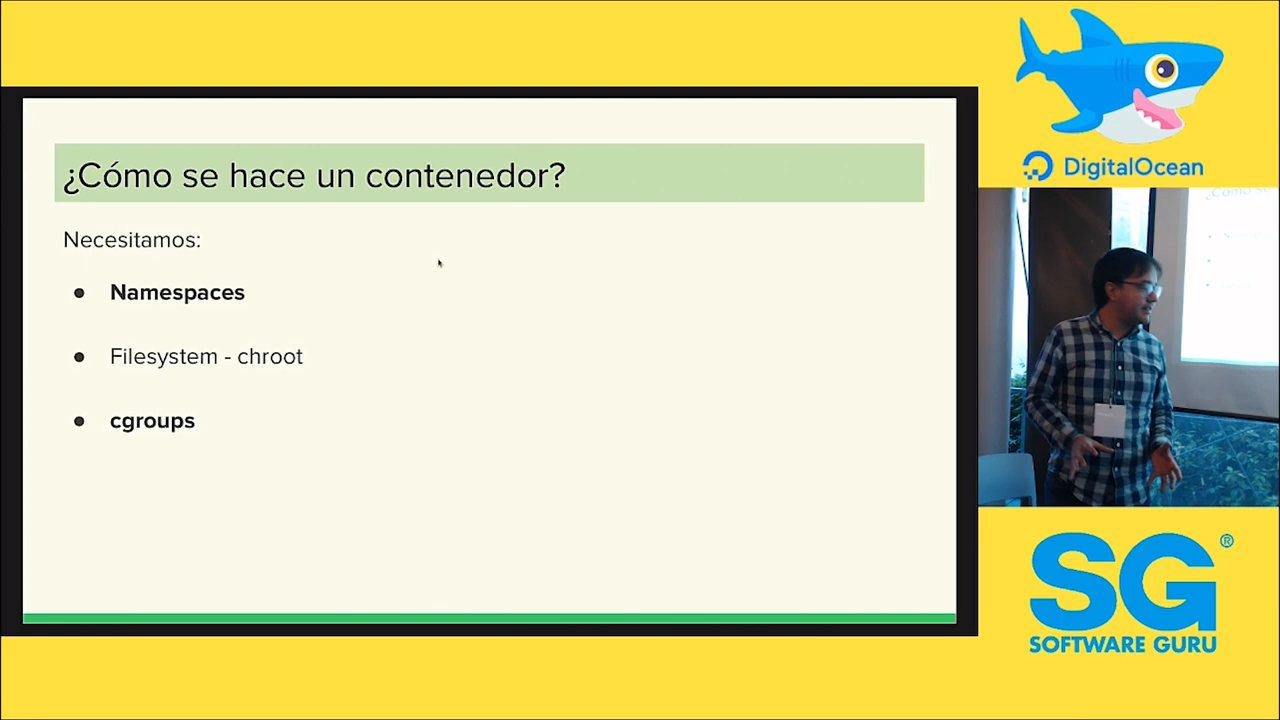 ¿Cómo se hace un contenedor?
Necesitamos:
● Namespaces
● Filesystem - chroot
● cgroups
DigitalOcean
SG®
SOFTWARE GURU